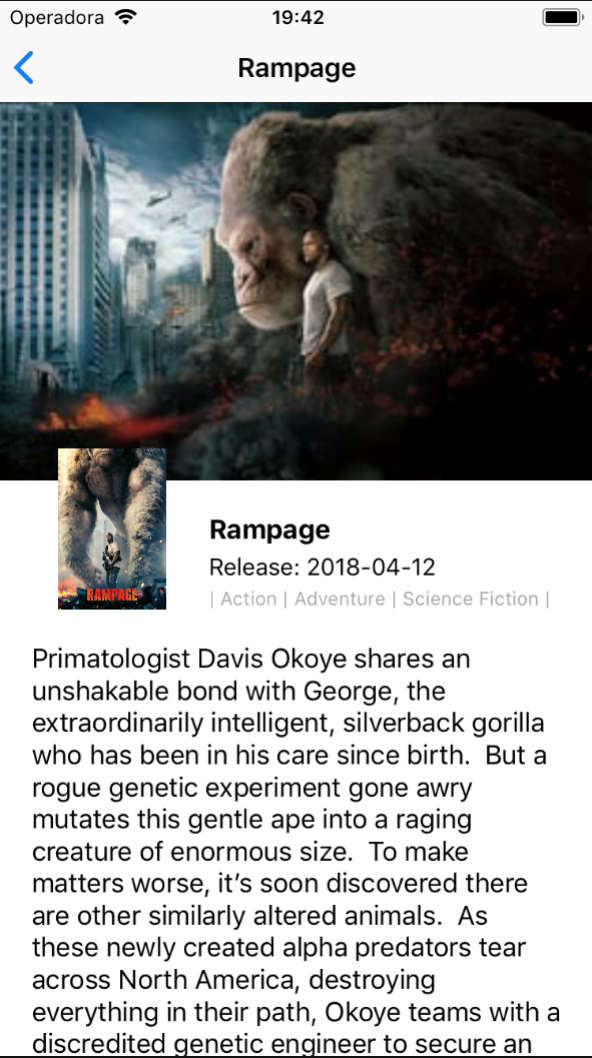 Operadora
19:42
Rampage
RAMPAGE
Rampage
Release: 2018-04-12
| Action | Adventure | Science Fiction |
Primatologist Davis Okoye shares an
unshakable bond with George, the
extraordinarily intelligent, silverback gorilla
who has been in his care since birth.  But a
rogue genetic experiment gone awry
mutates this gentle ape into a raging
creature of enormous size.  To make
matters worse, it’s soon discovered there
are other similarly altered animals.  As
these newly created alpha predators tear
across North America, destroying
everything in their path, Okoye teams with a
discredited genetic engineer to secure an